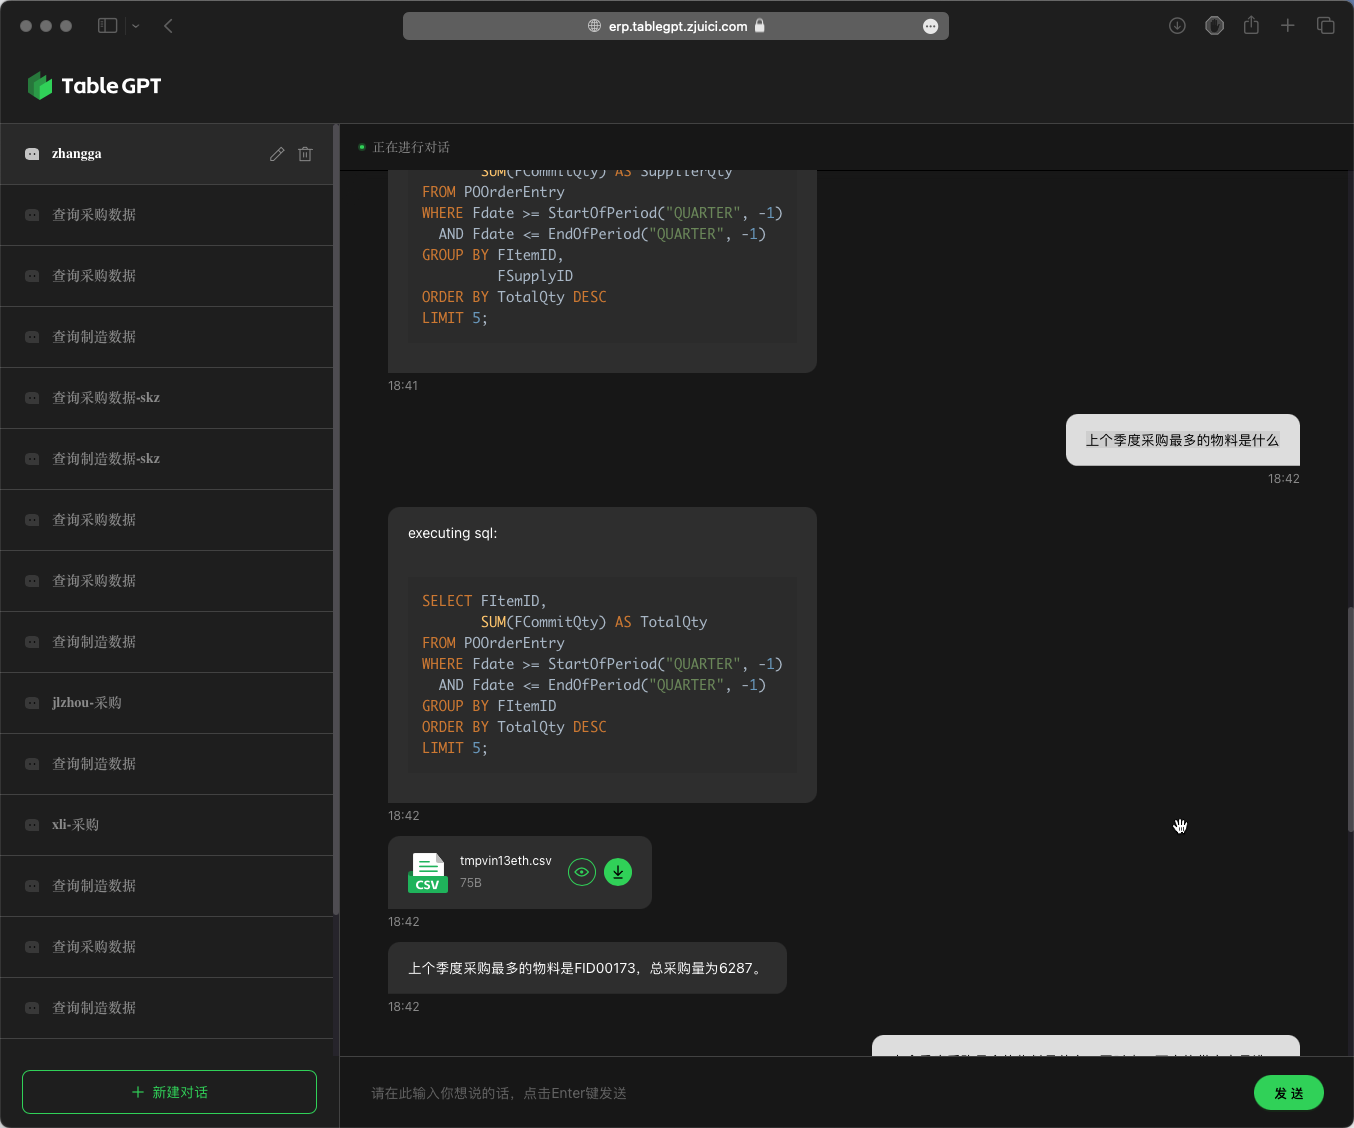 erp.tablegpt.zjuici.com
TableGPT
zhangga
查询采购数据
查询采购数据
查询制造数据
查询采购数据-skz
查询制造数据-skz
查询采购数据
查询采购数据
查询制造数据
jlzhou-采购
查询制造数据
xli-采购
查询制造数据
查询采购数据
查询制造数据
+ 新建对话
正在进行对话
SUM(FCommitQty) AS SupplierQty
FROM POOrderEntry
WHERE Fdate >= StartOfPeriod("QUARTER", -1)
AND Fdate <= EndOfPeriod("QUARTER", -1)
GROUP BY FItemID,
FSupplyID
ORDER BY TotalQty DESC
LIMIT 5;
18:41
上个季度采购最多的物料是什么
18:42
executing sql:
SELECT FItemID,
SUM(FCommitQty) AS TotalQty
FROM POOrderEntry
WHERE Fdate >= StartOfPeriod("QUARTER", -1)
AND Fdate <= EndOfPeriod("QUARTER", -1)
GROUP BY FItemID
ORDER BY TotalQty DESC
LIMIT 5;
18:42
CSV
tmpvin13eth.csv
75B
18:42
上个季度采购最多的物料是FID00173，总采购量为6287。
18:42
请在此输入你想说的话，点击Enter键发送
发 送